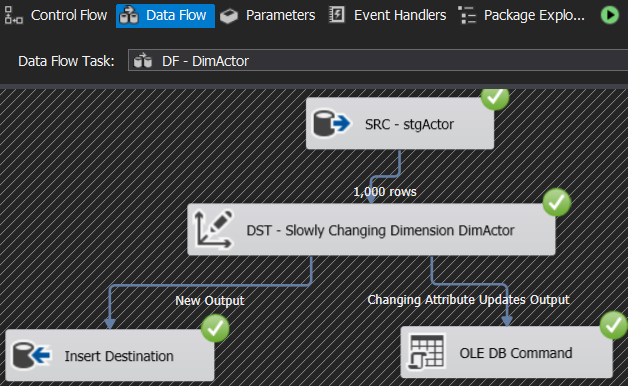 Control Flow Data Flow Parameters Event Handlers Package Explo...
Data Flow Task: DF - DimActor
SRC - stgActor
1,000 rows
DST - Slowly Changing Dimension DimActor
New Output Changing Attribute Updates Output
Insert Destination OLE DB Command